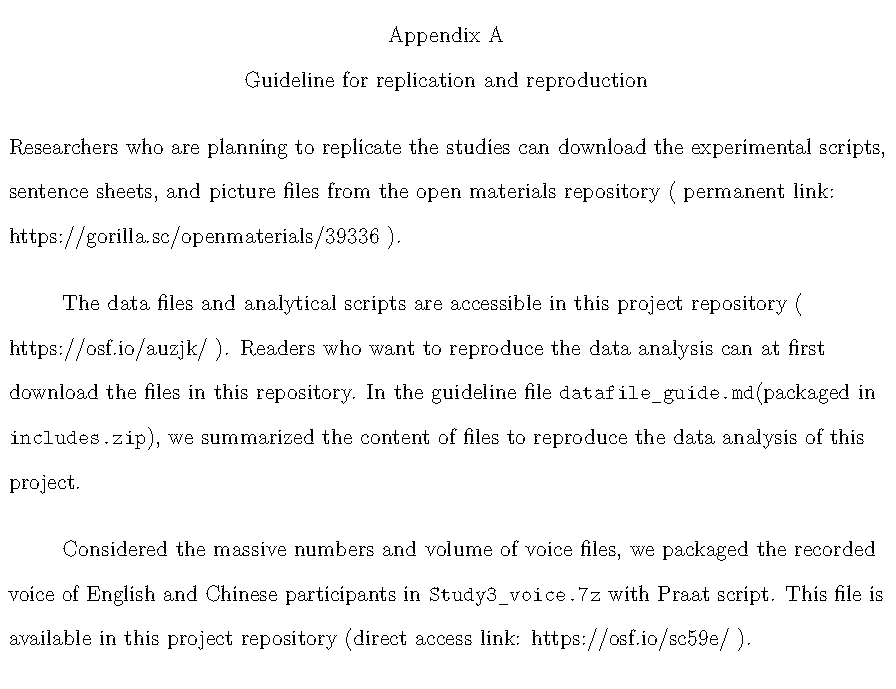 Appendix A
Guideline for replication and reproduction
Researchers who are planning to replicate the studies can download the experimental scripts,
sentence sheets, and picture files from the open materials repository ( permanent link:
https://gorilla.sc/openmaterials/39336 ).
The data files and analytical scripts are accessible in this project repository (
https://osf.io/auzjk/ ). Readers who want to reproduce the data analysis can at first
download the files in this repository. In the guideline file datafile_guide.md(packaged in
includes.zip), we summarized the content of files to reproduce the data analysis of this
project.
Considered the massive numbers and volume of voice files, we packaged the recorded
voice of English and Chinese participants in Study3_voice.7z with Praat script. This file is
available in this project repository (direct access link: https://osf.io/sc59e/ ).